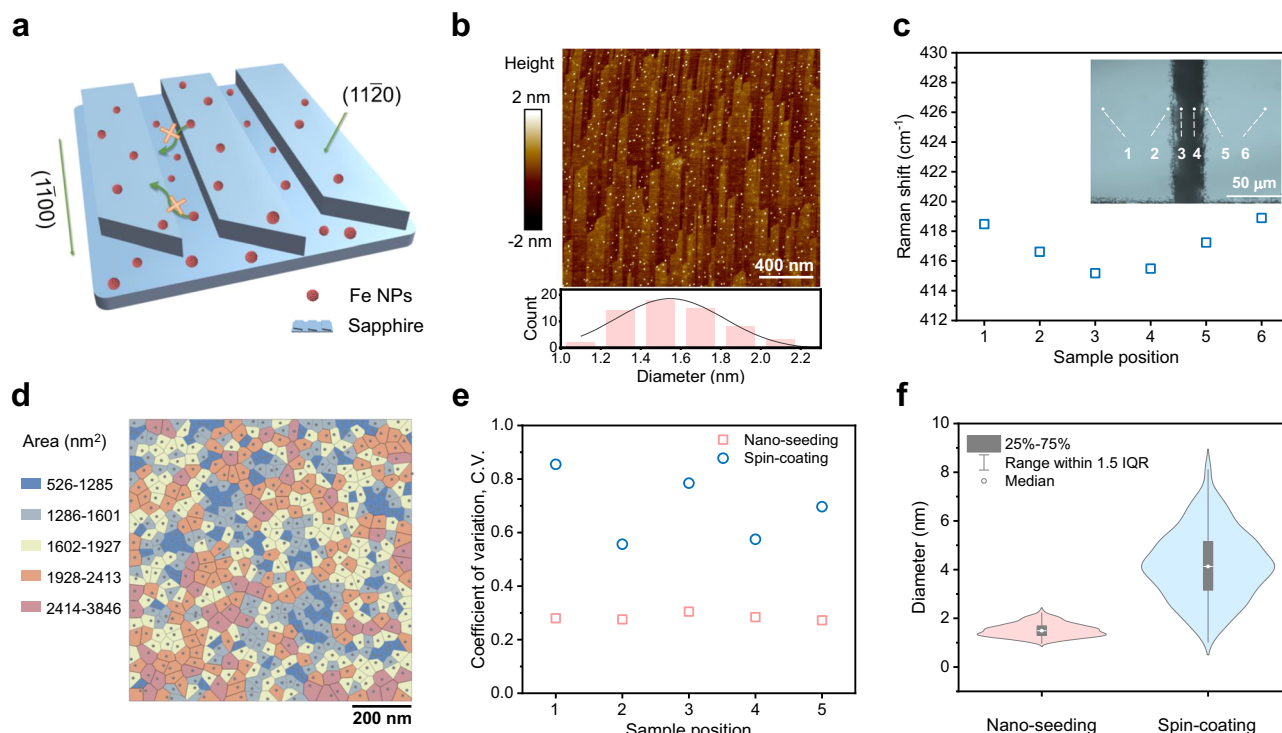 a
(11̄20)
(1̄100)
Fe NPs
Sapphire
b
Height
2 nm
-2 nm
400 nm
Count
20
10
0
1.0 1.2 1.4 1.6 1.8 2.0 2.2
Diameter (nm)
c
Raman shift (cm⁻¹)
430
428
426
424
422
420
418
416
414
412
1 2 3 4 5 6
50 μm
1 2 3 4 5 6
Sample position
d
Area (nm²)
526-1285
1286-1601
1602-1927
1928-2413
2414-3846
200 nm
e
Coefficient of variation, C.V.
1.0
0.8
0.6
0.4
0.2
0.0
Nano-seeding
Spin-coating
1 2 3 4 5
Sample position
f
Diameter (nm)
10
8
6
4
2
0
25%-75%
Range within 1.5 IQR
Median
Nano-seeding Spin-coating